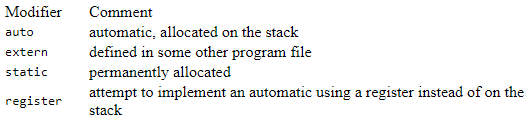 Modifier Comment
auto automatic, allocated on the stack
extern defined in some other program file
static permanently allocated
register attempt to implement an automatic using a register instead of on the
stack